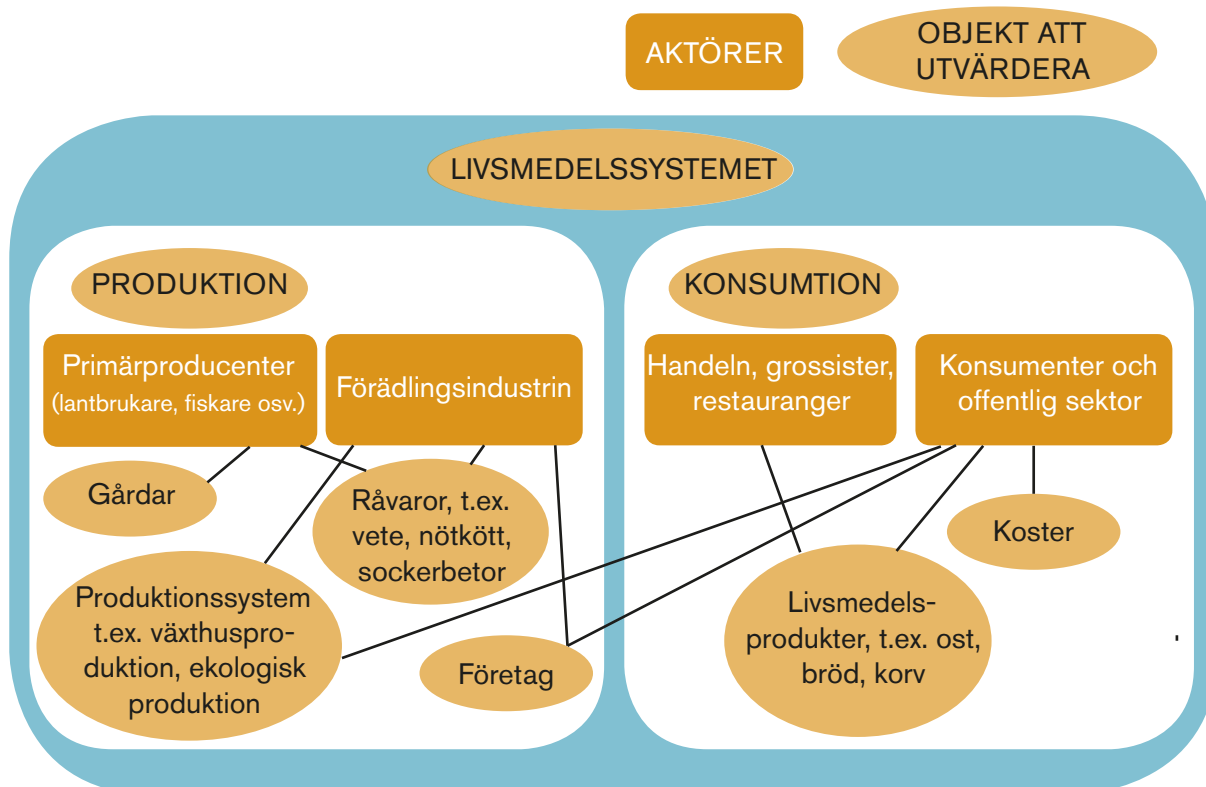 AKTÖRER
OBJEKT ATT
UTVÄRDERA
LIVSMEDELSSYSTEMET
PRODUKTION
Primärproducenter
(lantbrukare, fiskare osv.)
Förädlingsindustrin
Gårdar
Råvaror, t.ex.
vete, nötkött,
sockerbetor
Produktionssystem
t.ex. växthuspro-
duktion, ekologisk
produktion
Företag
KONSUMTION
Handeln, grossister,
restauranger
Konsumenter och
offentlig sektor
Koster
Livsmedels-
produkter, t.ex. ost,
bröd, korv